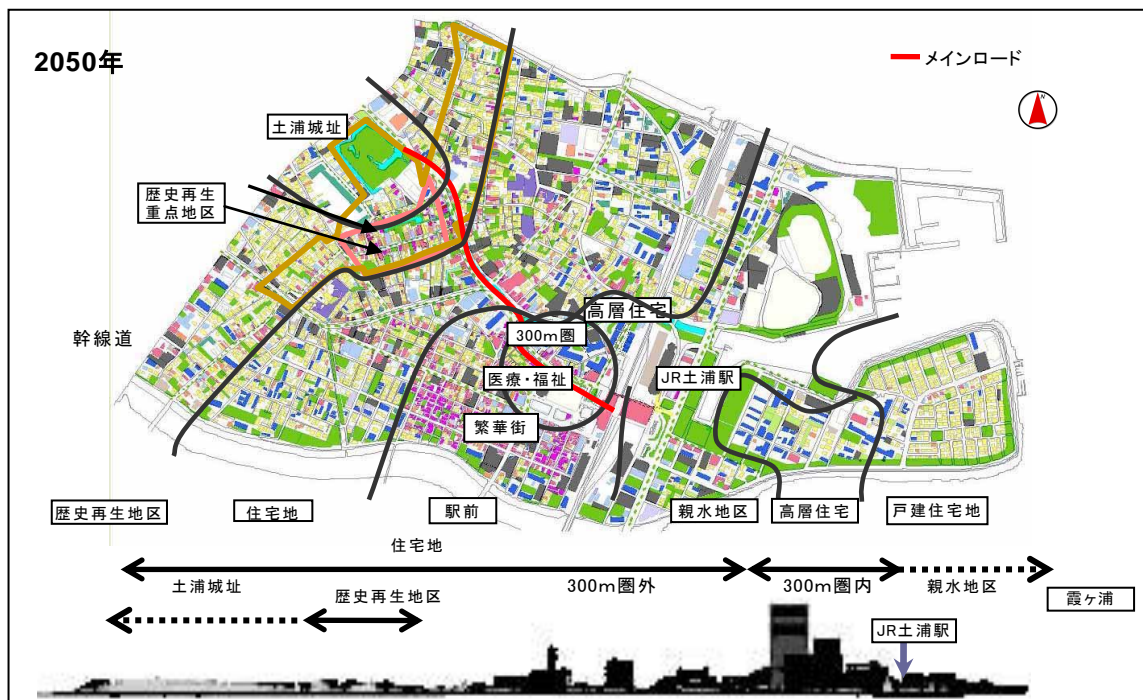 2050年
メインロード
N
土浦城址
歴史再生
重点地区
高層住宅
300m圏
幹線道
医療・福祉
JR土浦駅
繁華街
歴史再生地区
住宅地
駅前
親水地区
高層住宅
戸建住宅地
住宅地
土浦城址
300m圏外
300m圏内
親水地区
歴史再生地区
霞ヶ浦
JR土浦駅